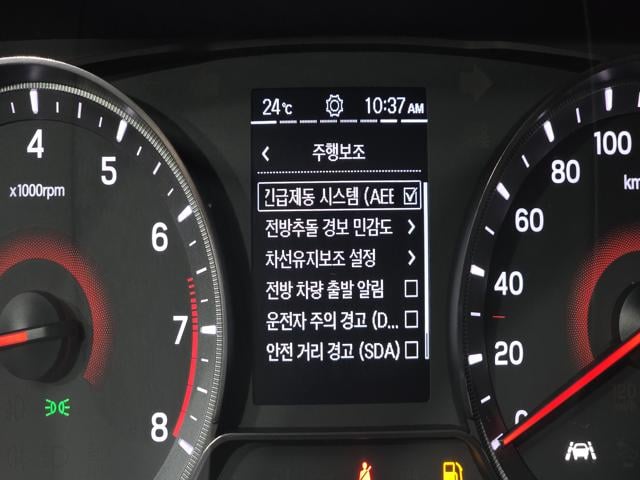 24°C 10:37AM
주행보조
긴급제동 시스템 (AEE
전방추돌 경보 민감도
차선유지보조 설정
전방 차량 출발 알림
운전자 주의 경고 (D...
안전 거리 경고 (SDA)
4
5
x1000rpm
6
7
8
100
80
km
60
40
20
0